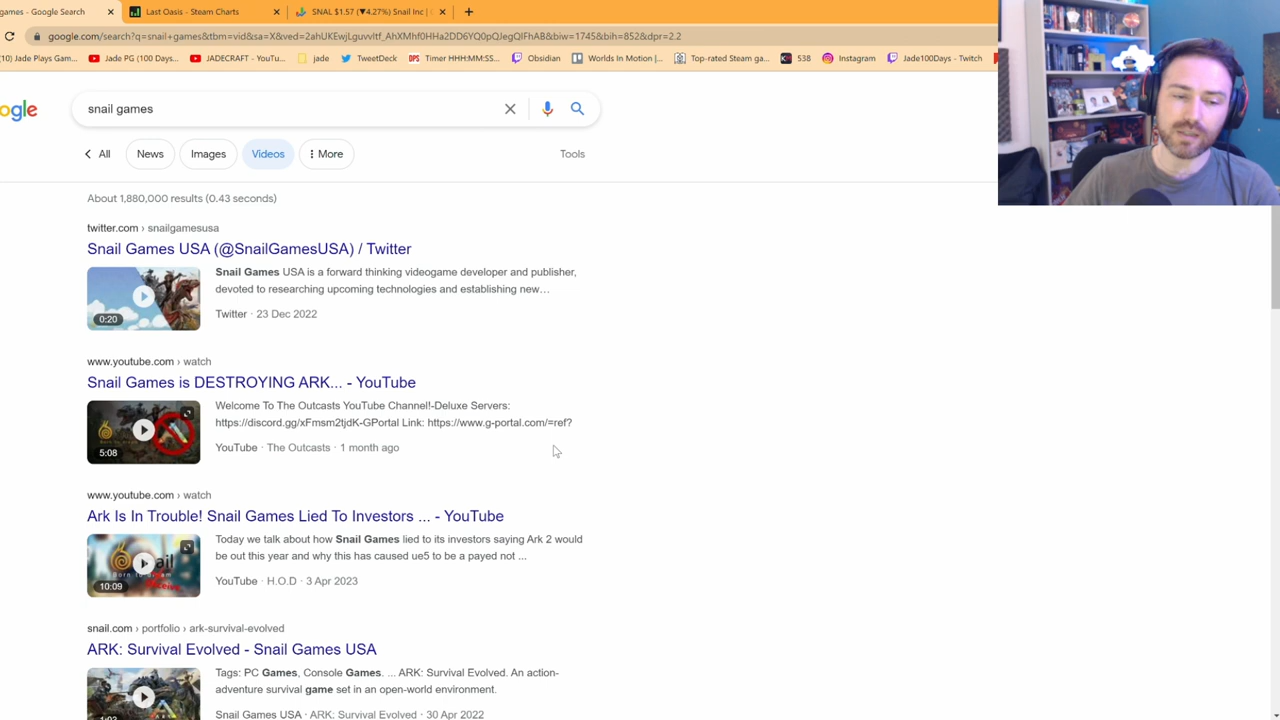 games - Google Search
Last Oasis - Steam Charts
SNAL $1.57 (▼4.27%) Snail Inc |
google.com/search?q=snail+games&tbm=vid&sa=X&ved=2ahUKEwjLguvvltf_AhXMhf0HHa2DD6YQ0pQJegQIFhAB&biw=1745&bih=852&dpr=2.2
10) Jade Plays Gam...
Jade PG (100 Days...
JADECRAFT - YouTu...
jade
TweetDeck
Timer HHH:MM:SS...
Obsidian
Worlds In Motion |...
Top-rated Steam ga...
538
Instagram
Jade100Days - Twitch
ogle
snail games
All
News
Images
Videos
More
Tools
About 1,880,000 results (0.43 seconds)
twitter.com › snailgamesusa
Snail Games USA (@SnailGamesUSA) / Twitter
0:20
Snail Games USA is a forward thinking videogame developer and publisher,
devoted to researching upcoming technologies and establishing new...
Twitter · 23 Dec 2022
www.youtube.com › watch
Snail Games is DESTROYING ARK... - YouTube
5:08
Welcome To The Outcasts YouTube Channel!-Deluxe Servers:
https://discord.gg/xFmsm2tjdK-GPortal Link: https://www.g-portal.com/=ref?
YouTube · The Outcasts · 1 month ago
www.youtube.com › watch
Ark Is In Trouble! Snail Games Lied To Investors ... - YouTube
10:09
Today we talk about how Snail Games lied to its investors saying Ark 2 would
be out this year and why this has caused ue5 to be a payed not ...
YouTube · H.O.D · 3 Apr 2023
snail.com › portfolio › ark-survival-evolved
ARK: Survival Evolved - Snail Games USA
Tags: PC Games, Console Games. ... ARK: Survival Evolved. An action-
adventure survival game set in an open-world environment.
Snail Games USA · ARK: Survival Evolved · 30 Apr 2022